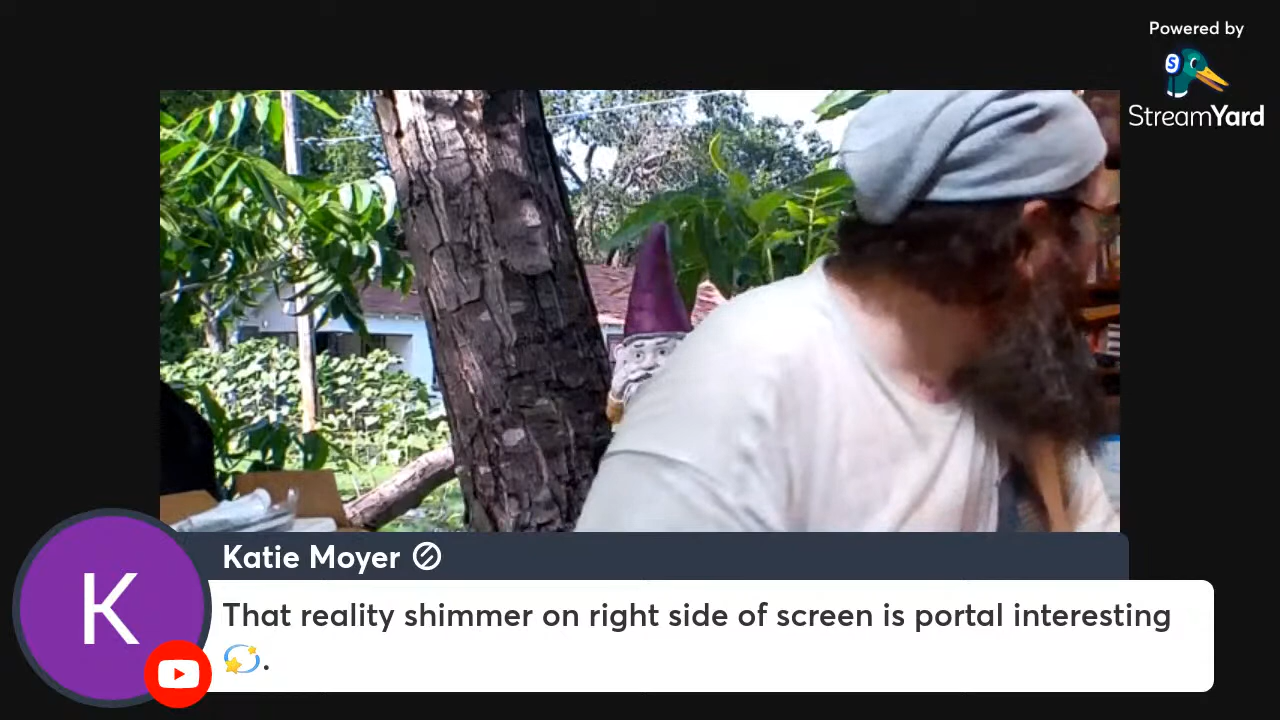 Powered by
StreamYard
Katie Moyer
That reality shimmer on right side of screen is portal interesting
💫.
K